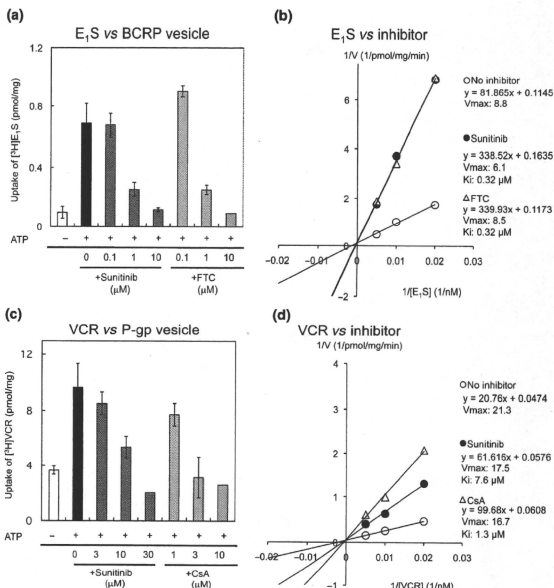 (a)
E₁S vs BCRP vesicle
Uptake of [³H]E₁S (pmol/mg)
1.2
0.8
0.4
0
ATP − + + + + + + +
0 0.1 1 10 0.1 1 10
+Sunitinib (μM)
+FTC (μM)
(b)
E₁S vs inhibitor
1/V (1/pmol/mg/min)
6
4
2
−2
−0.02 −0.01 0 0.01 0.02 0.03
1/[E₁S] (1/nM)
○No inhibitor
y = 81.865x + 0.1145
Vmax: 8.8
●Sunitinib
y = 338.52x + 0.1635
Vmax: 6.1
Ki: 0.32 μM
△FTC
y = 339.93x + 0.1173
Vmax: 8.5
Ki: 0.32 μM
(c)
VCR vs P-gp vesicle
Uptake of [³H]VCR (pmol/mg)
12
8
4
0
ATP − + + + + + + +
0 3 10 30 1 3 10
+Sunitinib (μM)
+CsA (μM)
(d)
VCR vs inhibitor
1/V (1/pmol/mg/min)
4
3
2
1
−1
−0.02 −0.01 0 0.01 0.02 0.03
1/[VCR] (1/nM)
○No inhibitor
y = 20.76x + 0.0474
Vmax: 21.3
●Sunitinib
y = 61.616x + 0.0576
Vmax: 17.5
Ki: 7.6 μM
△CsA
y = 99.68x + 0.0608
Vmax: 16.7
Ki: 1.3 μM